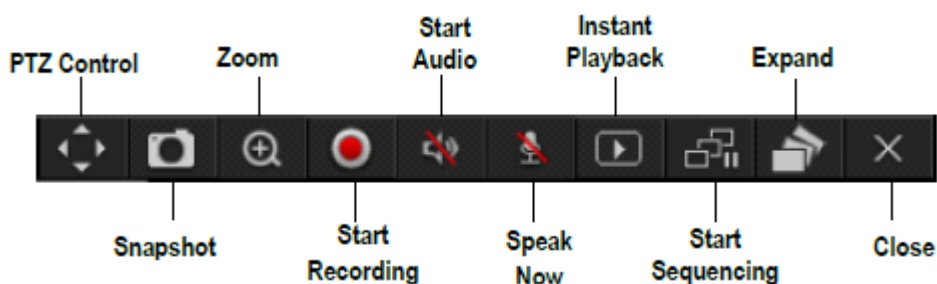 Start
Audio
Instant
Playback
PTZ Control
Zoom
Expand
Snapshot
Start
Recording
Speak
Now
Start
Sequencing
Close